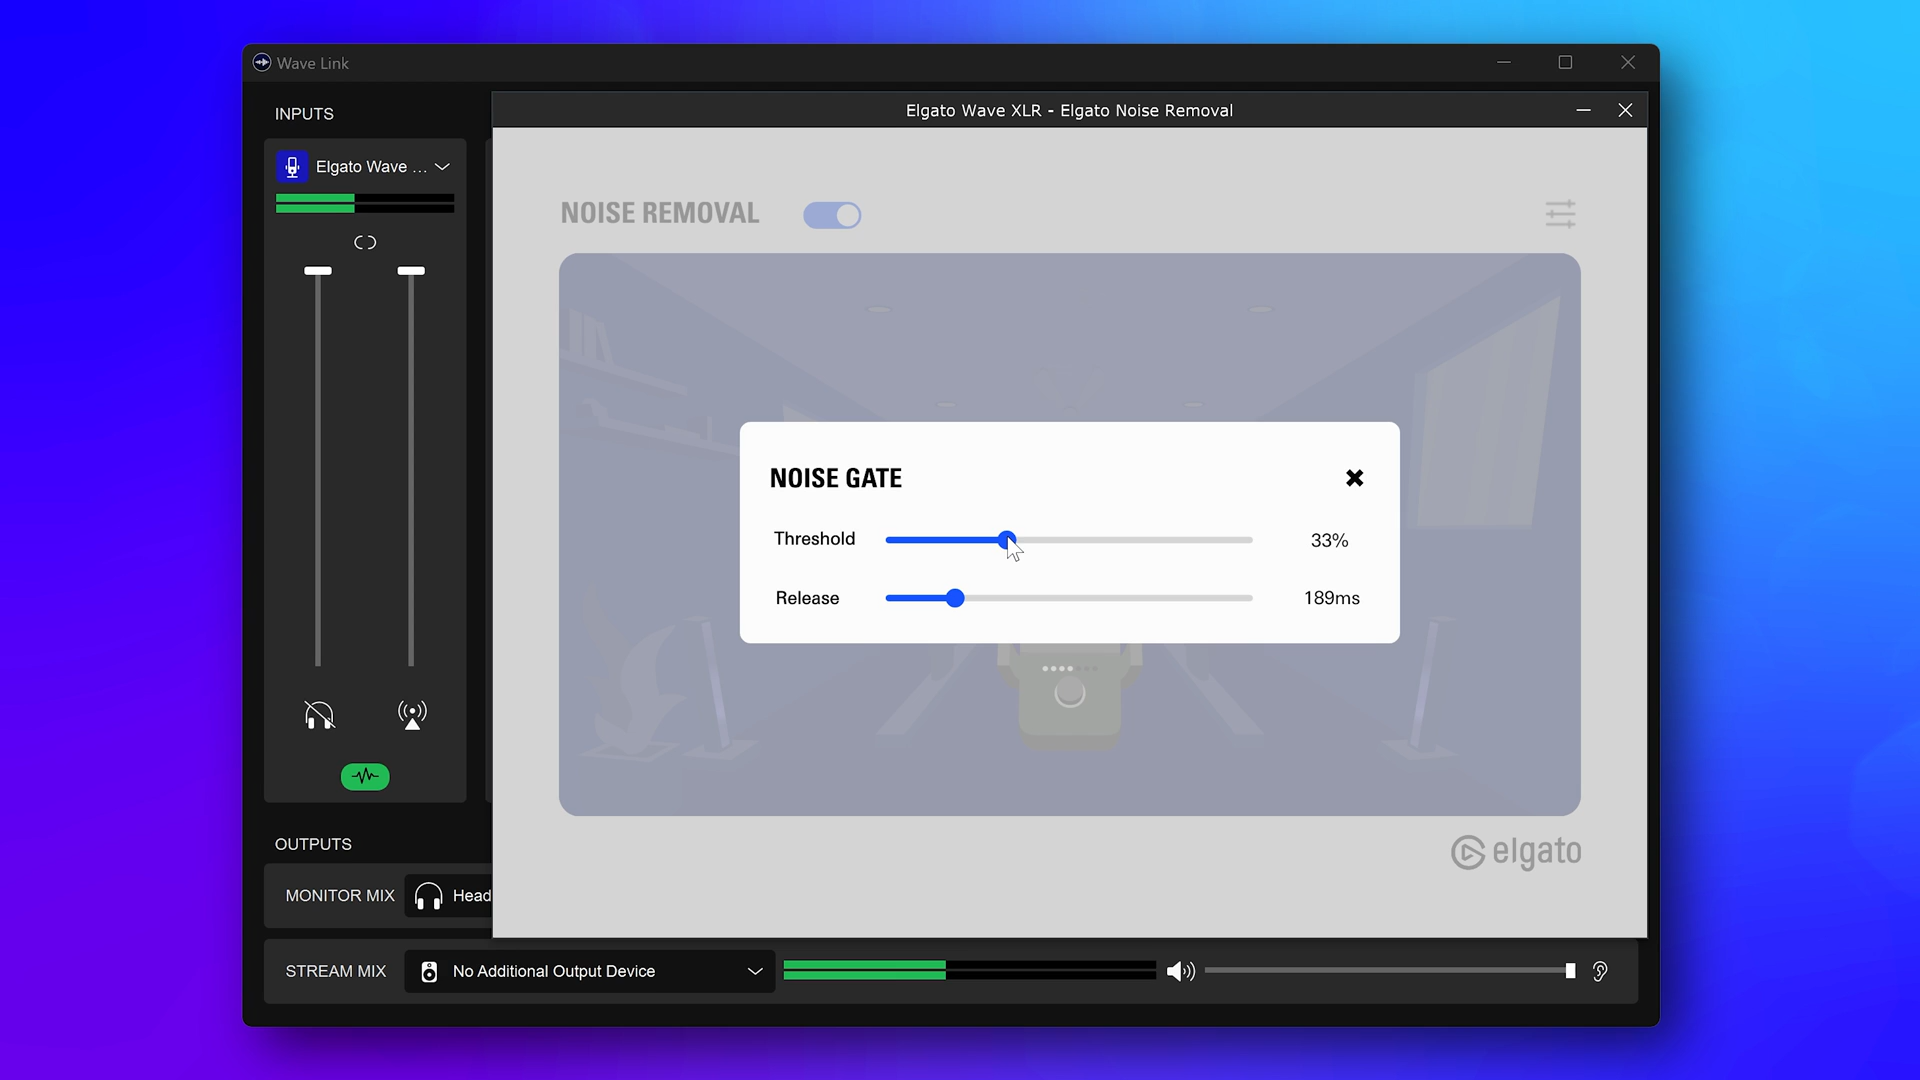 Wave Link
INPUTS
Elgato Wave XLR - Elgato Noise Removal
Elgato Wave ...
NOISE REMOVAL
NOISE GATE
Threshold
33%
Release
189ms
OUTPUTS
elgato
MONITOR MIX
Head
STREAM MIX
No Additional Output Device